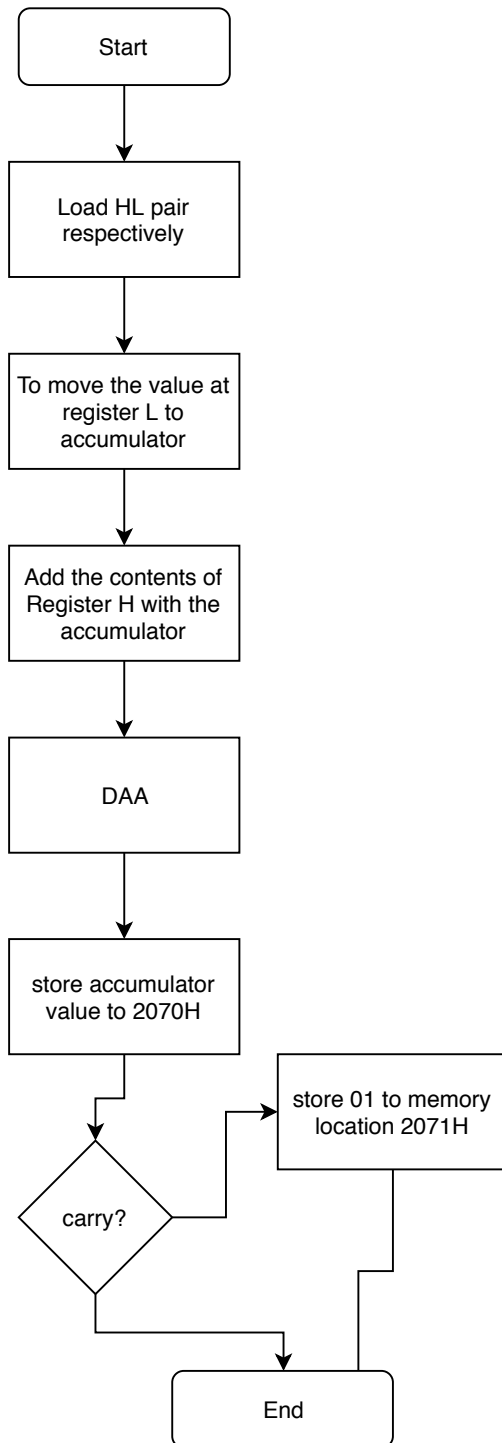 Start
Load HL pair
respectively
To move the value at
register L to
accumulator
Add the contents of
Register H with the
accumulator
DAA
store accumulator
value to 2070H
store 01 to memory
location 2071H
carry?
End